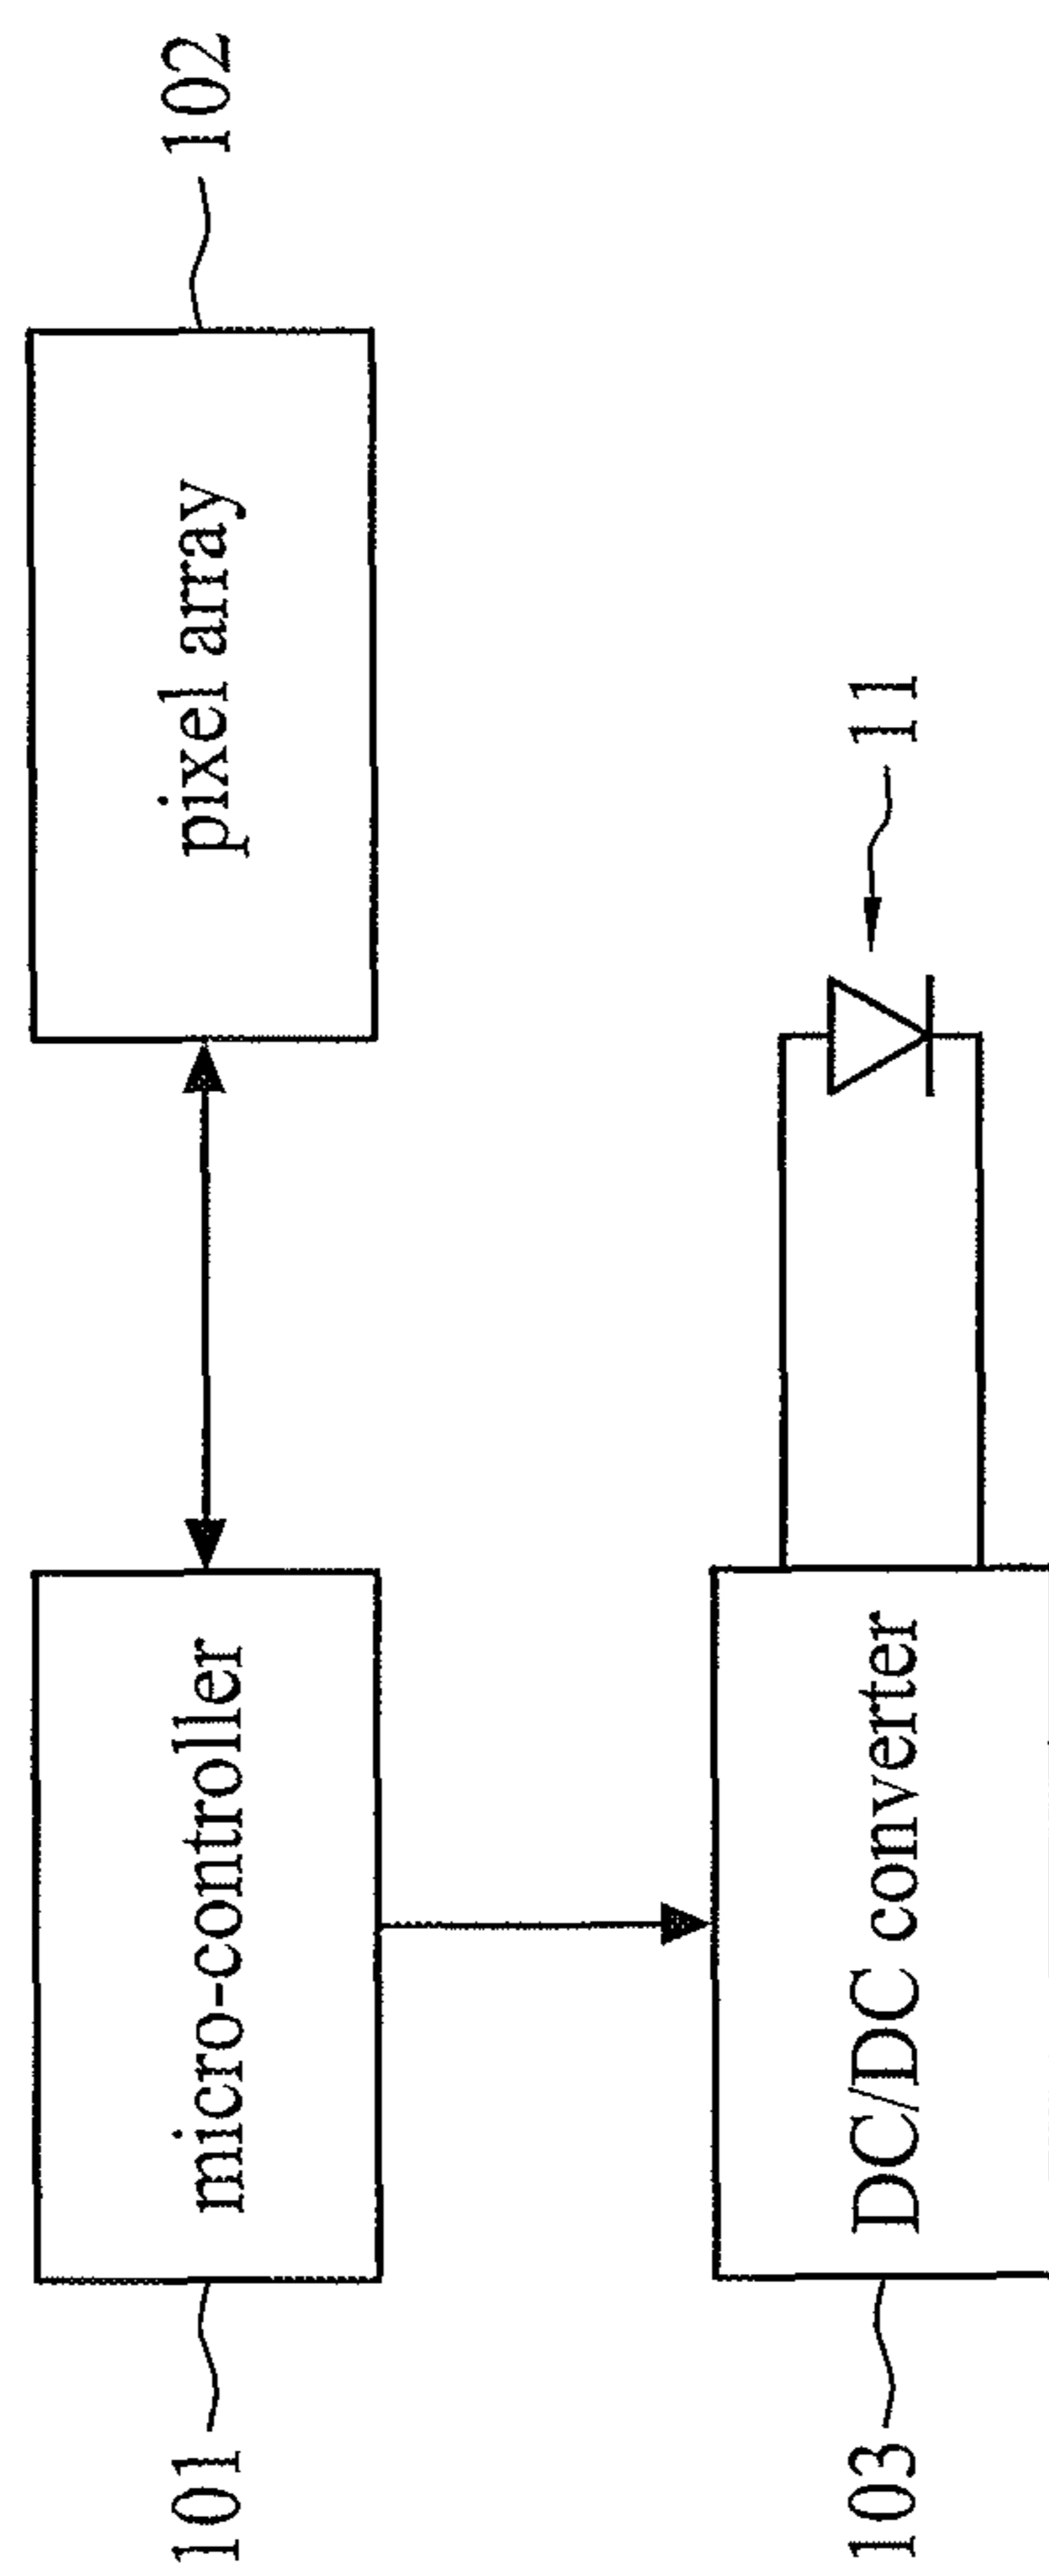 101
micro-controller
pixel array
102
103
DC/DC converter
11